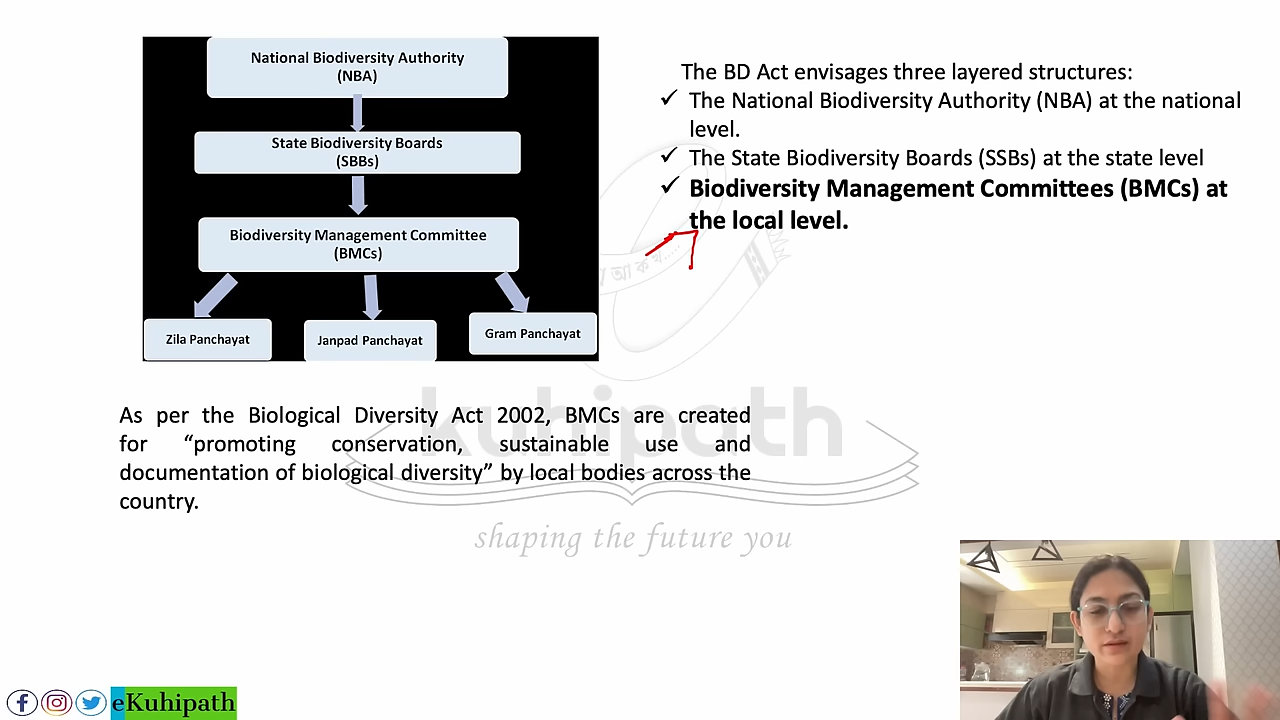 National Biodiversity Authority
(NBA)
State Biodiversity Boards
(SBBs)
Biodiversity Management Committee
(BMCs)
Zila Panchayat
Janpad Panchayat
Gram Panchayat
The BD Act envisages three layered structures:
✓ The National Biodiversity Authority (NBA) at the national
level.
✓ The State Biodiversity Boards (SSBs) at the state level
✓ Biodiversity Management Committees (BMCs) at
the local level.
আ ক খ.....
As per the Biological Diversity Act 2002, BMCs are created
for “promoting conservation, sustainable use and
documentation of biological diversity” by local bodies across the
country.
kuhipath
shaping the future you
eKuhipath